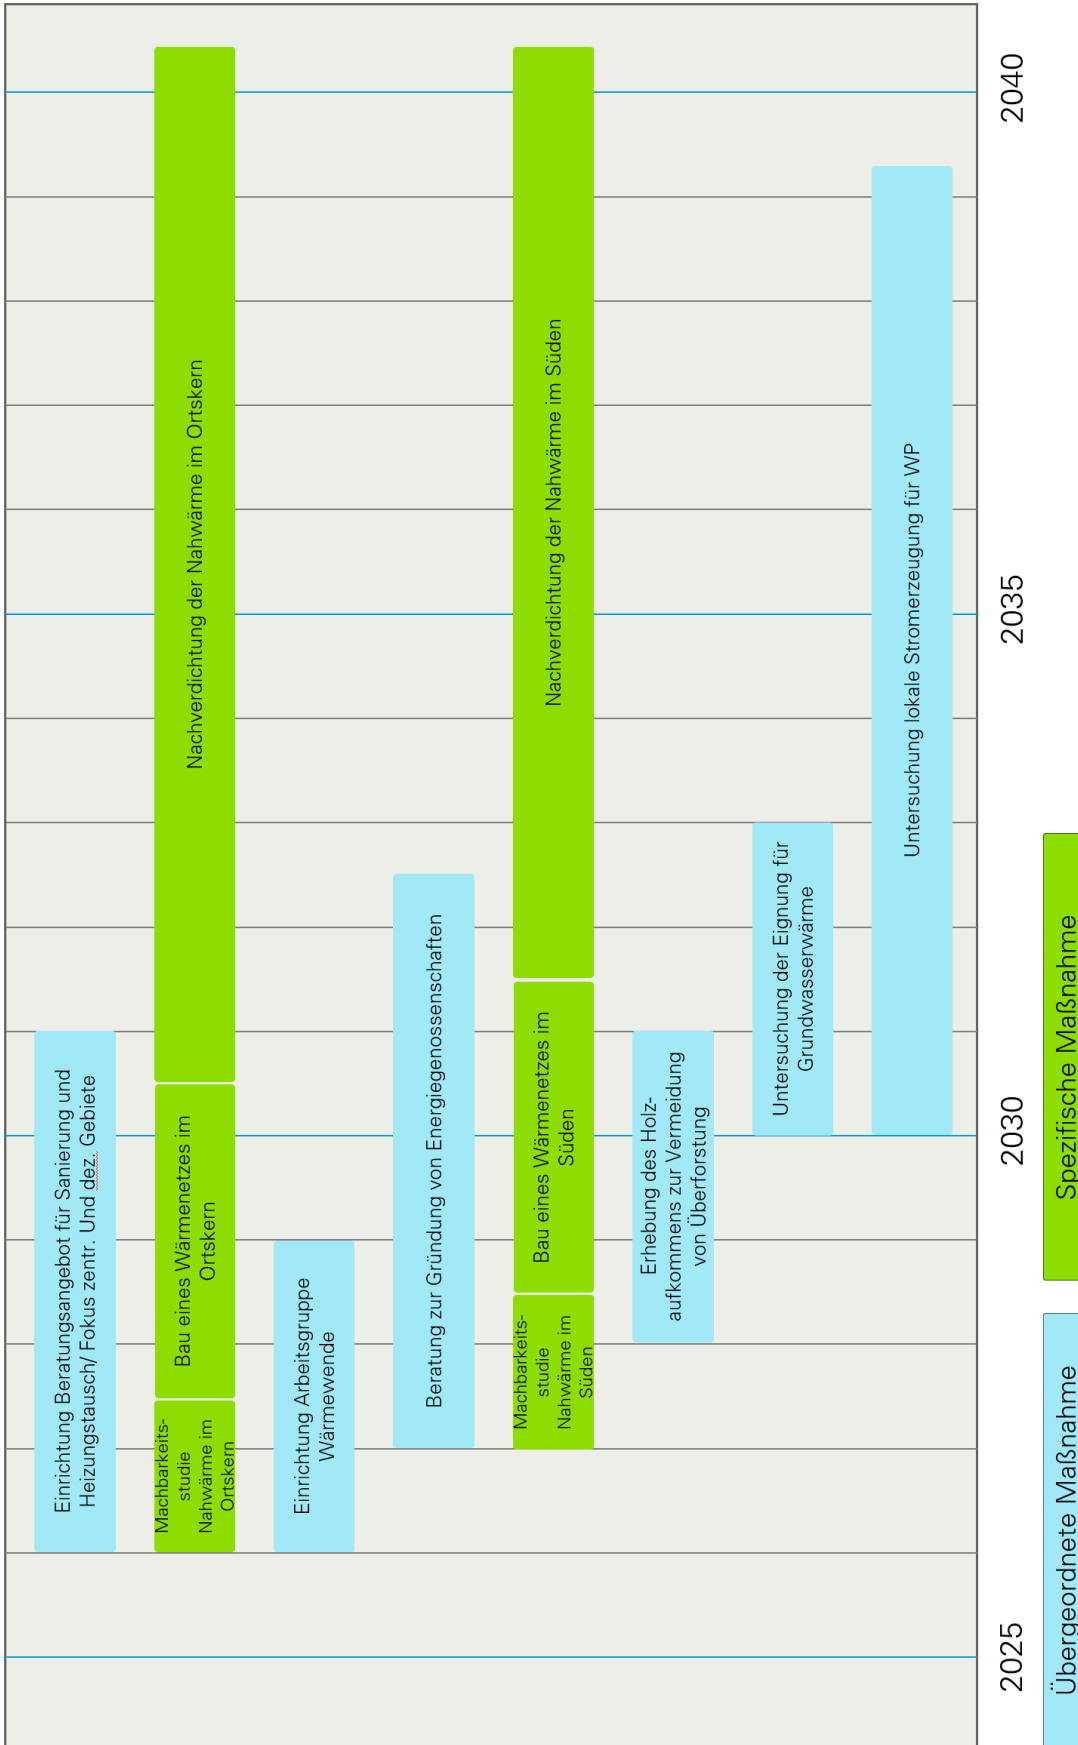 Einrichtung Beratungsangebot für Sanierung und
Heizungstausch/ Fokus zentr. Und dez. Gebiete
Machbarkeits-
studie
Nahwärme im
Ortskern
Bau eines Wärmenetzes im
Ortskern
Nachverdichtung der Nahwärme im Ortskern
Einrichtung Arbeitsgruppe
Wärmewende
Beratung zur Gründung von Energiegenossenschaften
Machbarkeits-
studie
Nahwärme im
Süden
Bau eines Wärmenetzes im
Süden
Nachverdichtung der Nahwärme im Süden
Erhebung des Holz-
aufkommens zur Vermeidung
von Überforstung
Untersuchung der Eignung für
Grundwasserwärme
Untersuchung lokale Stromerzeugung für WP
2025
2030
2035
2040
Übergeordnete Maßnahme
Spezifische Maßnahme